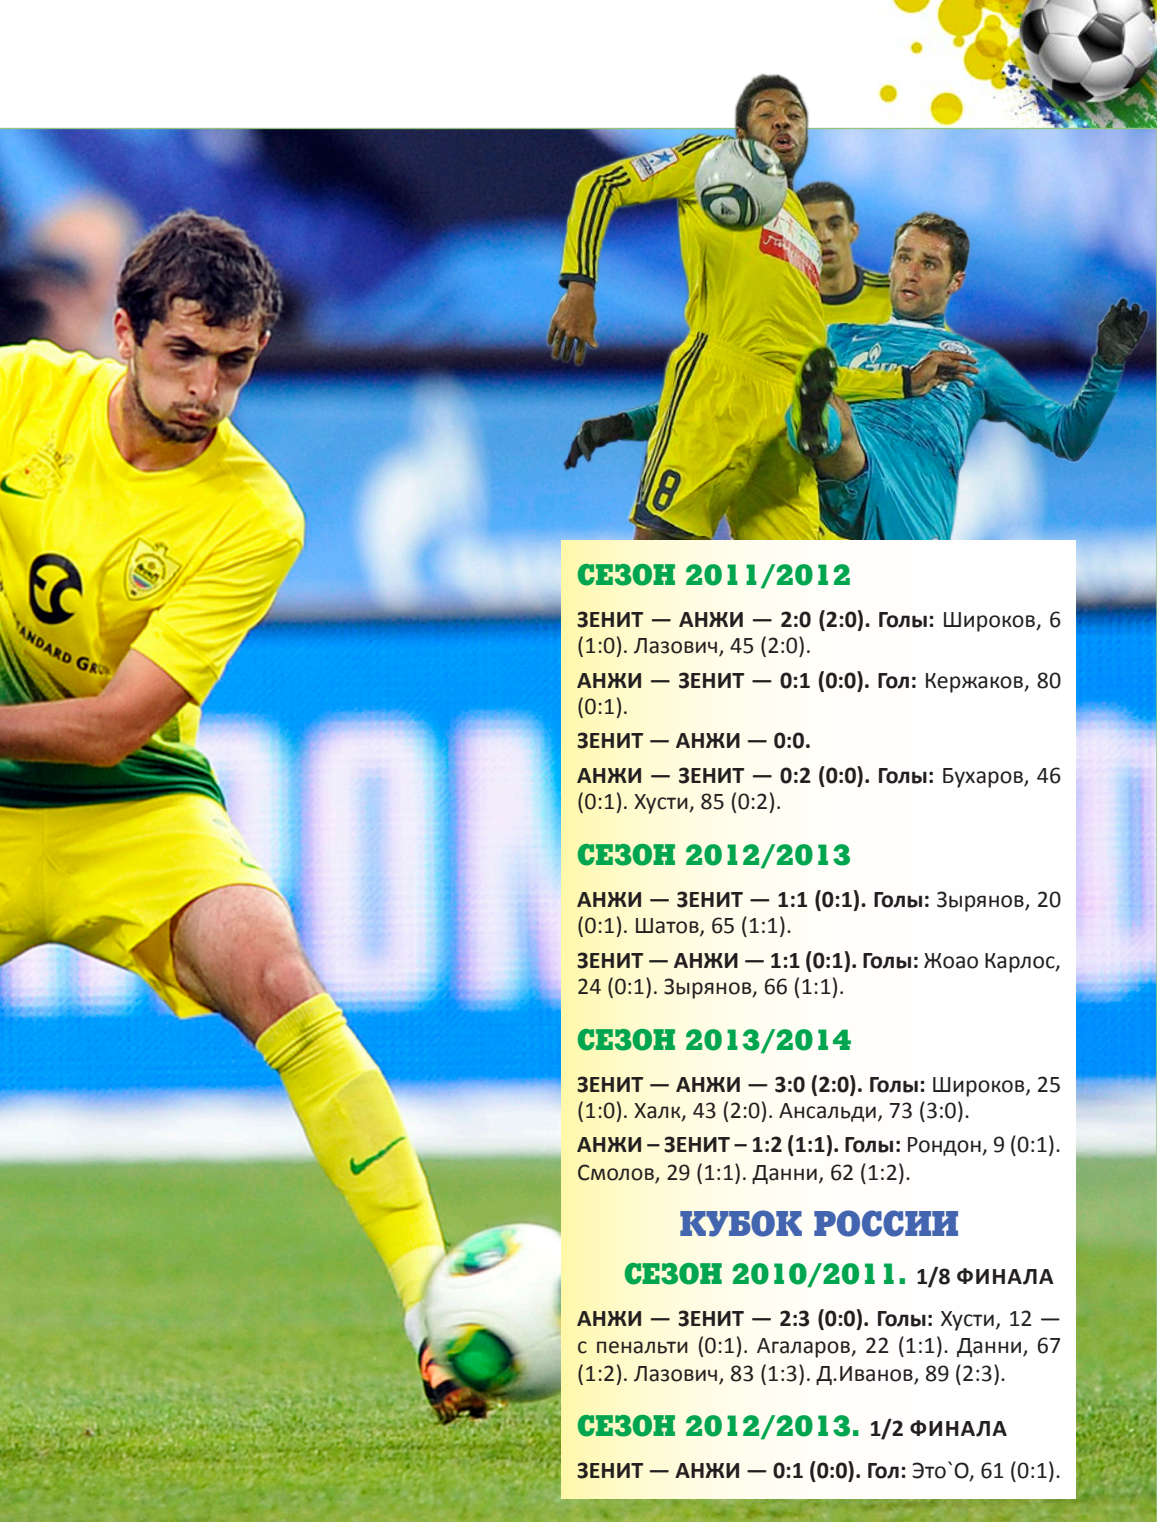 8
STANDARD GROUP
СЕЗОН 2011/2012
ЗЕНИТ — АНЖИ — 2:0 (2:0). Голы: Широков, 6
(1:0). Лазович, 45 (2:0).
АНЖИ — ЗЕНИТ — 0:1 (0:0). Гол: Кержаков, 80
(0:1).
ЗЕНИТ — АНЖИ — 0:0.
АНЖИ — ЗЕНИТ — 0:2 (0:0). Голы: Бухаров, 46
(0:1). Хусти, 85 (0:2).
СЕЗОН 2012/2013
АНЖИ — ЗЕНИТ — 1:1 (0:1). Голы: Зырянов, 20
(0:1). Шатов, 65 (1:1).
ЗЕНИТ — АНЖИ — 1:1 (0:1). Голы: Жоао Карлос,
24 (0:1). Зырянов, 66 (1:1).
СЕЗОН 2013/2014
ЗЕНИТ — АНЖИ — 3:0 (2:0). Голы: Широков, 25
(1:0). Халк, 43 (2:0). Ансальди, 73 (3:0).
АНЖИ – ЗЕНИТ – 1:2 (1:1). Голы: Рондон, 9 (0:1).
Смолов, 29 (1:1). Данни, 62 (1:2).
КУБОК РОССИИ
СЕЗОН 2010/2011. 1/8 ФИНАЛА
АНЖИ — ЗЕНИТ — 2:3 (0:0). Голы: Хусти, 12 —
с пенальти (0:1). Агаларов, 22 (1:1). Данни, 67
(1:2). Лазович, 83 (1:3). Д.Иванов, 89 (2:3).
СЕЗОН 2012/2013. 1/2 ФИНАЛА
ЗЕНИТ — АНЖИ — 0:1 (0:0). Гол: Это`О, 61 (0:1).